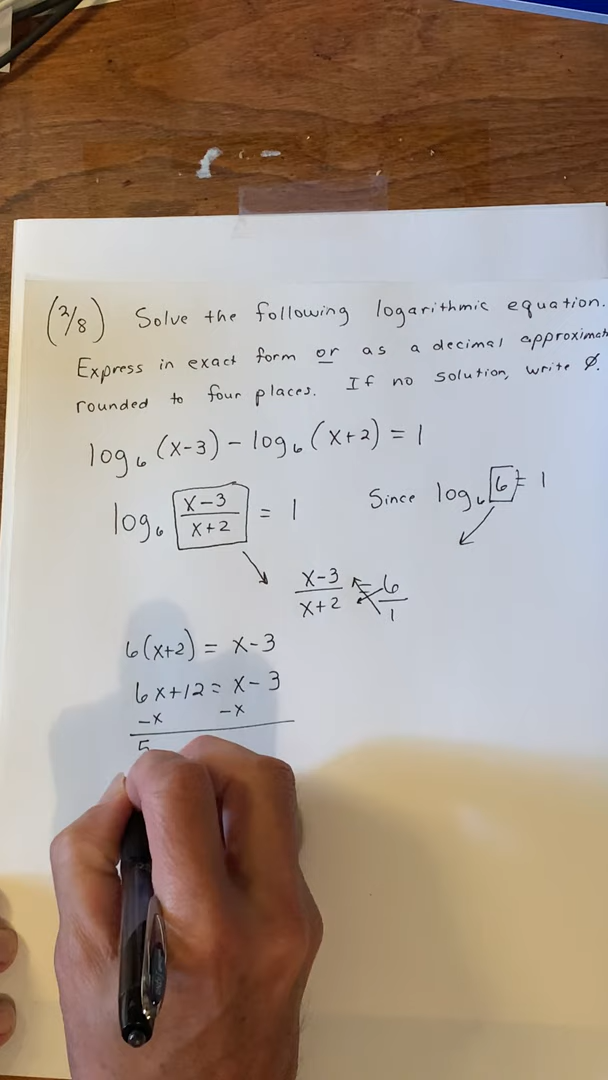 (2/8) Solve the following logarithmic equation.
Express in exact form or as a decimal approximat
rounded to four places. If no solution, write ∅.
log₆(x-3) - log₆(x+2) = 1
log₆ (x-3)/(x+2) = 1 Since log₆ 6 = 1
(x-3)/(x+2) = 6/1
6(x+2) = x-3
6x+12 = x-3
-x -x
5